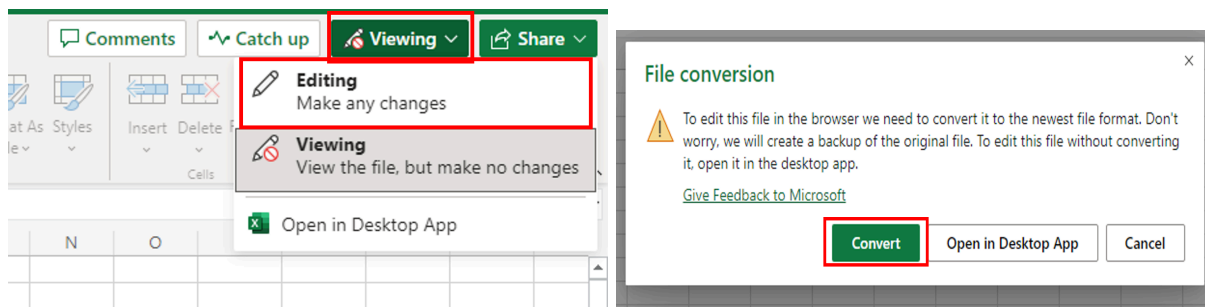 Comments
Catch up
Viewing
Share
Editing
Make any changes
Viewing
View the file, but make no changes
Open in Desktop App
at As
Styles
Insert
Delete
Cells
N
O
File conversion
X
To edit this file in the browser we need to convert it to the newest file format. Don't
worry, we will create a backup of the original file. To edit this file without converting
it, open it in the desktop app.
Give Feedback to Microsoft
Convert
Open in Desktop App
Cancel